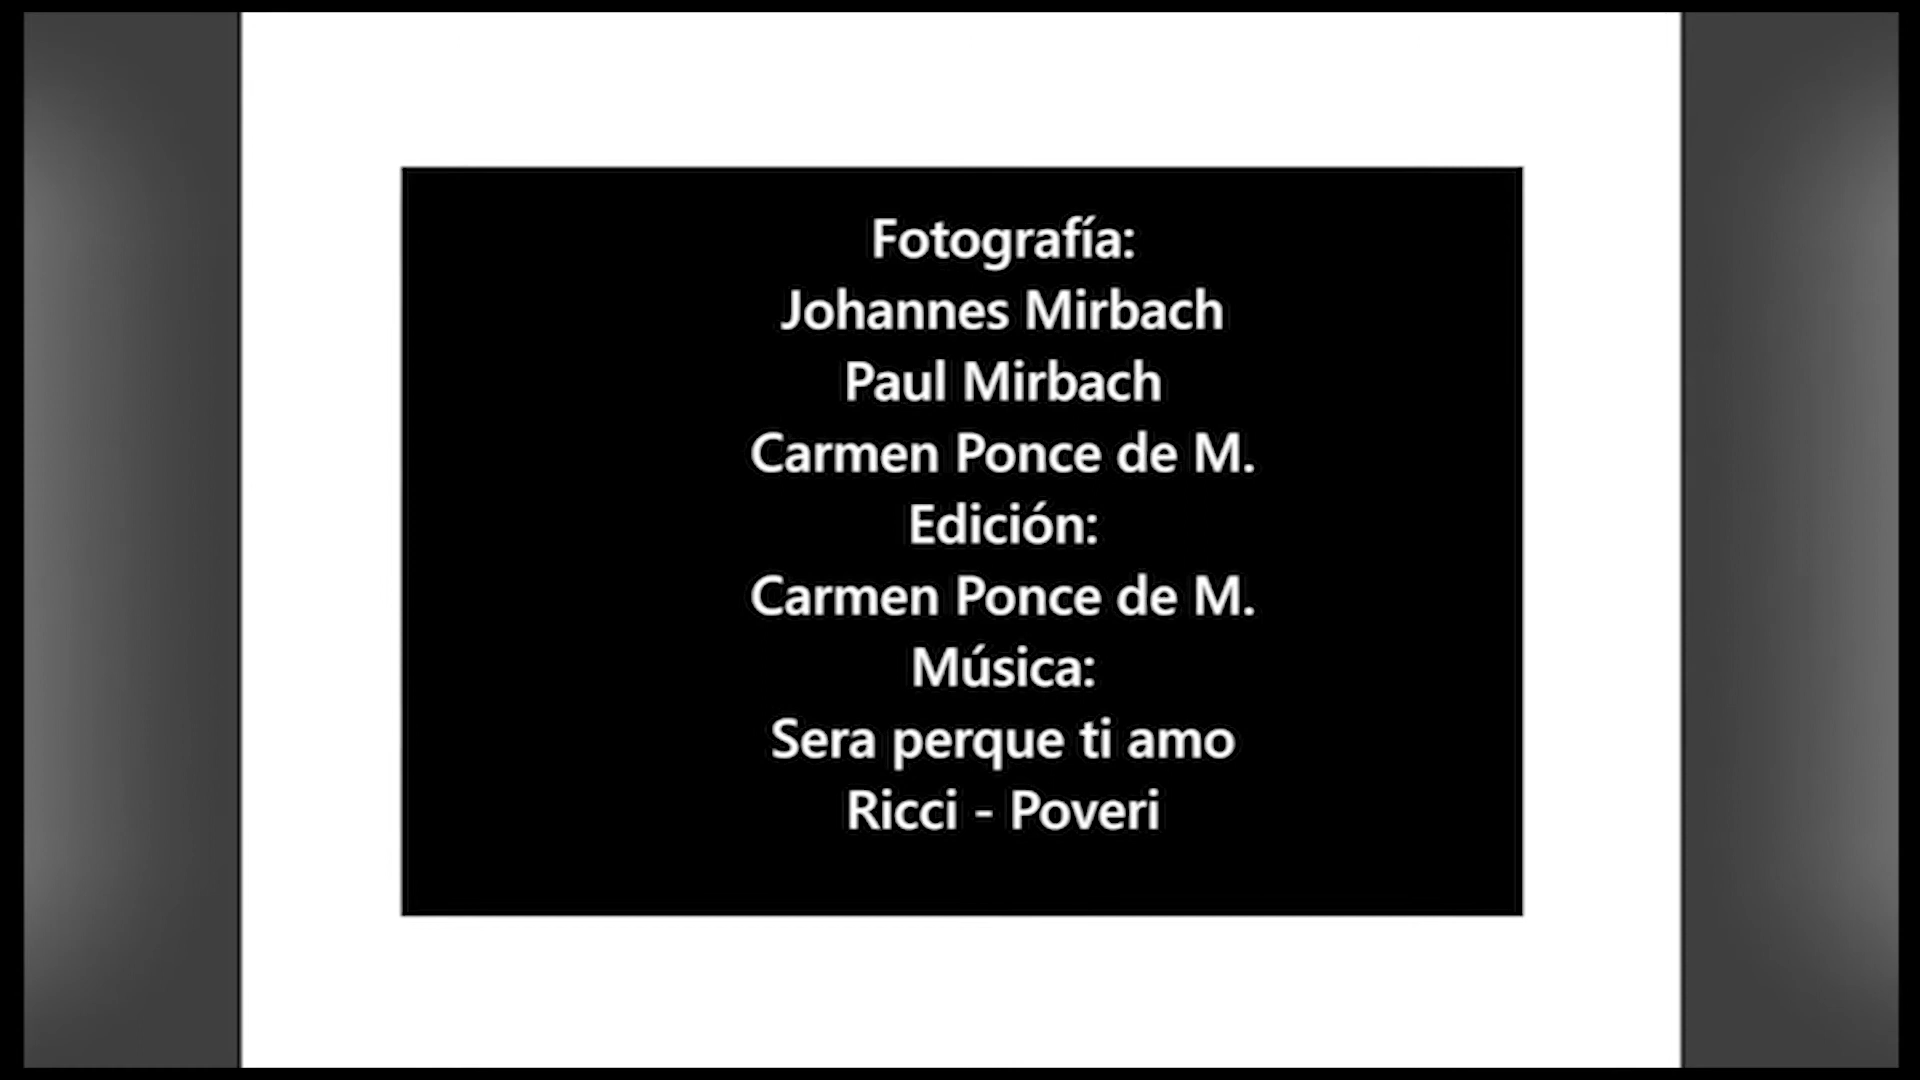 Fotografía:
Johannes Mirbach
Paul Mirbach
Carmen Ponce de M.
Edición:
Carmen Ponce de M.
Música:
Sera perque ti amo
Ricci - Poveri